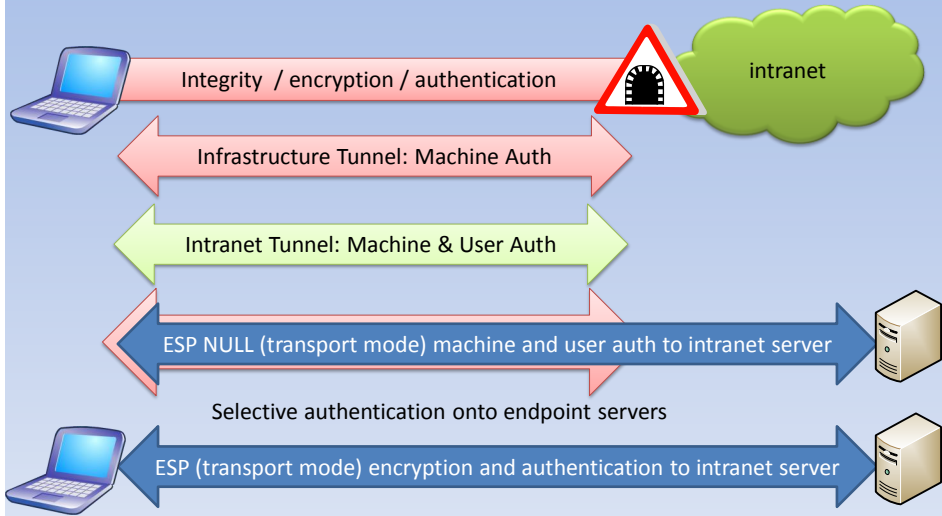 Integrity / encryption / authentication
intranet
Infrastructure Tunnel: Machine Auth
Intranet Tunnel: Machine & User Auth
ESP NULL (transport mode) machine and user auth to intranet server
Selective authentication onto endpoint servers
ESP (transport mode) encryption and authentication to intranet server